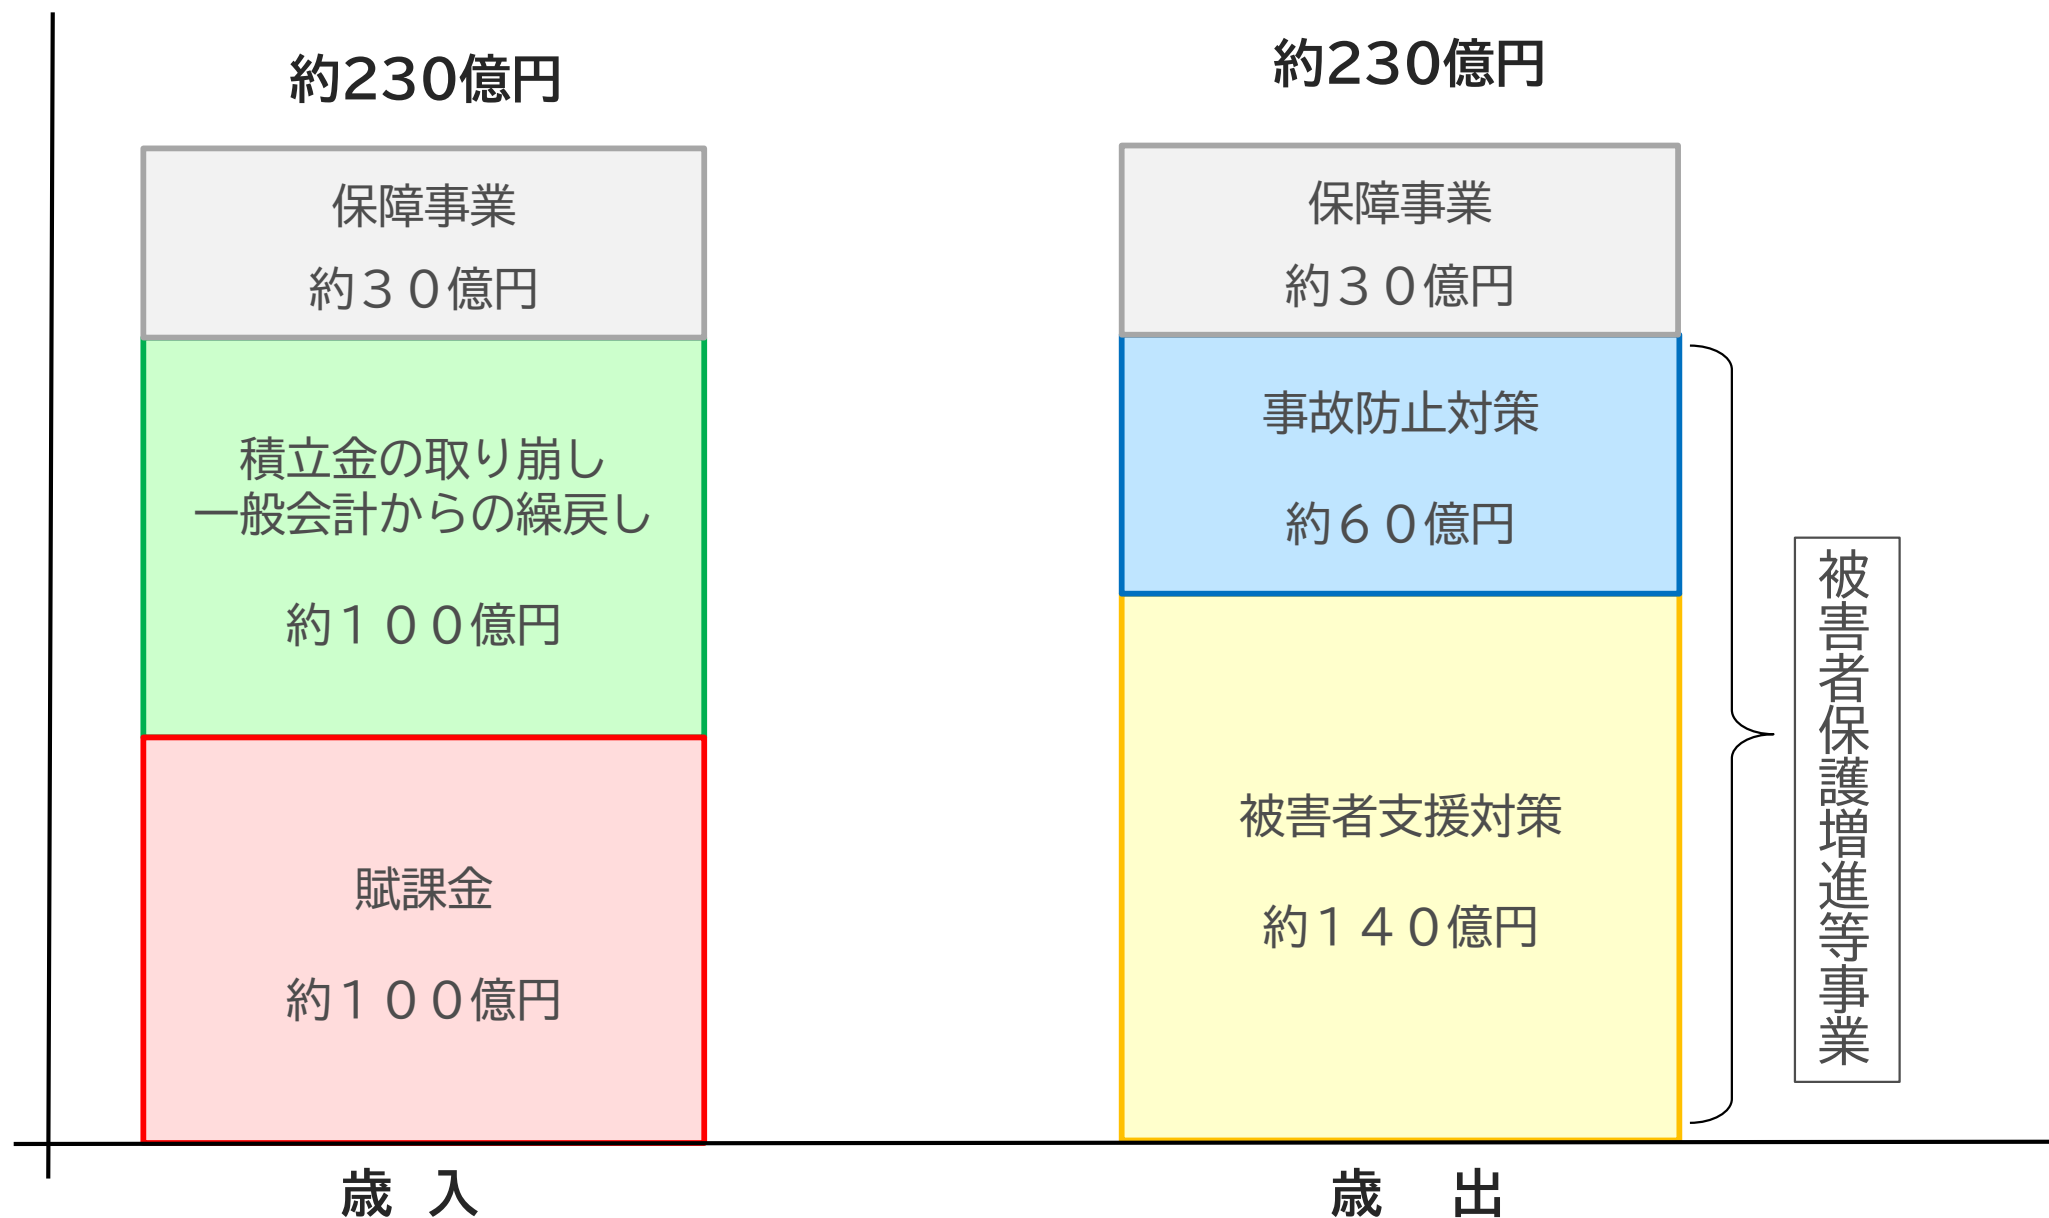 約230億円
保障事業
約３０億円
積立金の取り崩し
一般会計からの繰戻し
約１００億円
賦課金
約１００億円
歳 入
約230億円
保障事業
約３０億円
事故防止対策
約６０億円
被害者支援対策
約１４０億円
歳 出
被害者保護増進等事業